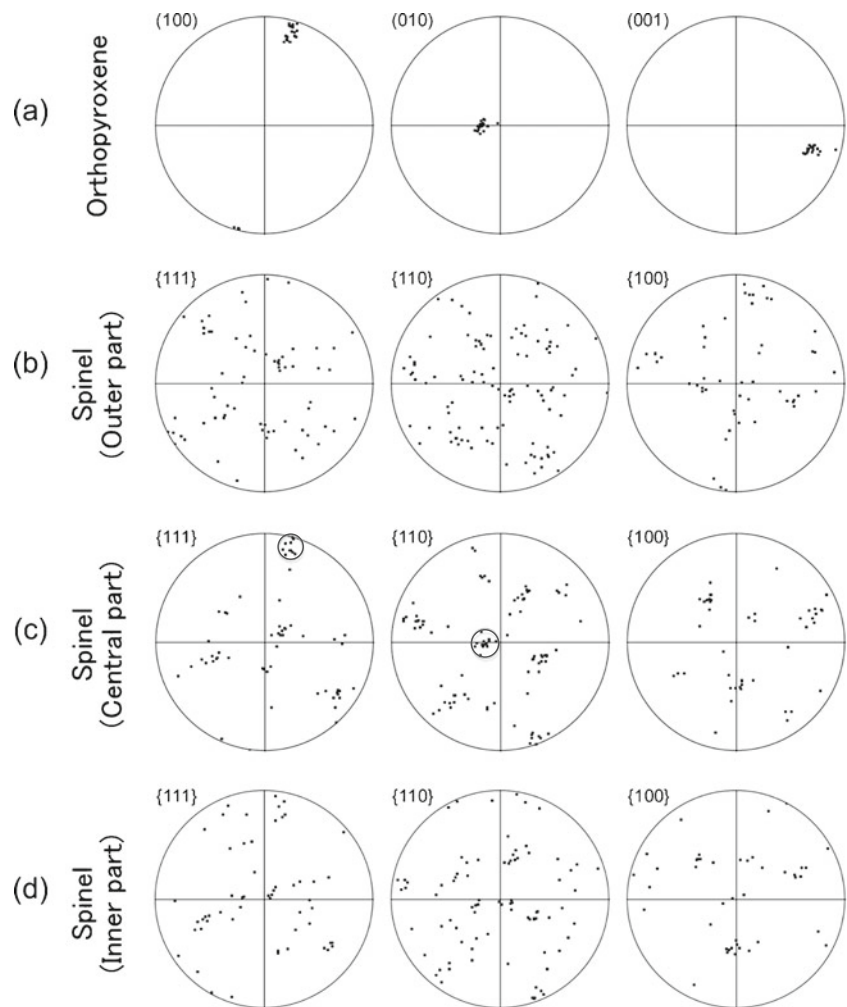 (a)
Orthopyroxene
(100)
(010)
(001)
(b)
Spinel
(Outer part)
{111}
{110}
{100}
(c)
Spinel
(Central part)
{111}
{110}
{100}
(d)
Spinel
(Inner part)
{111}
{110}
{100}